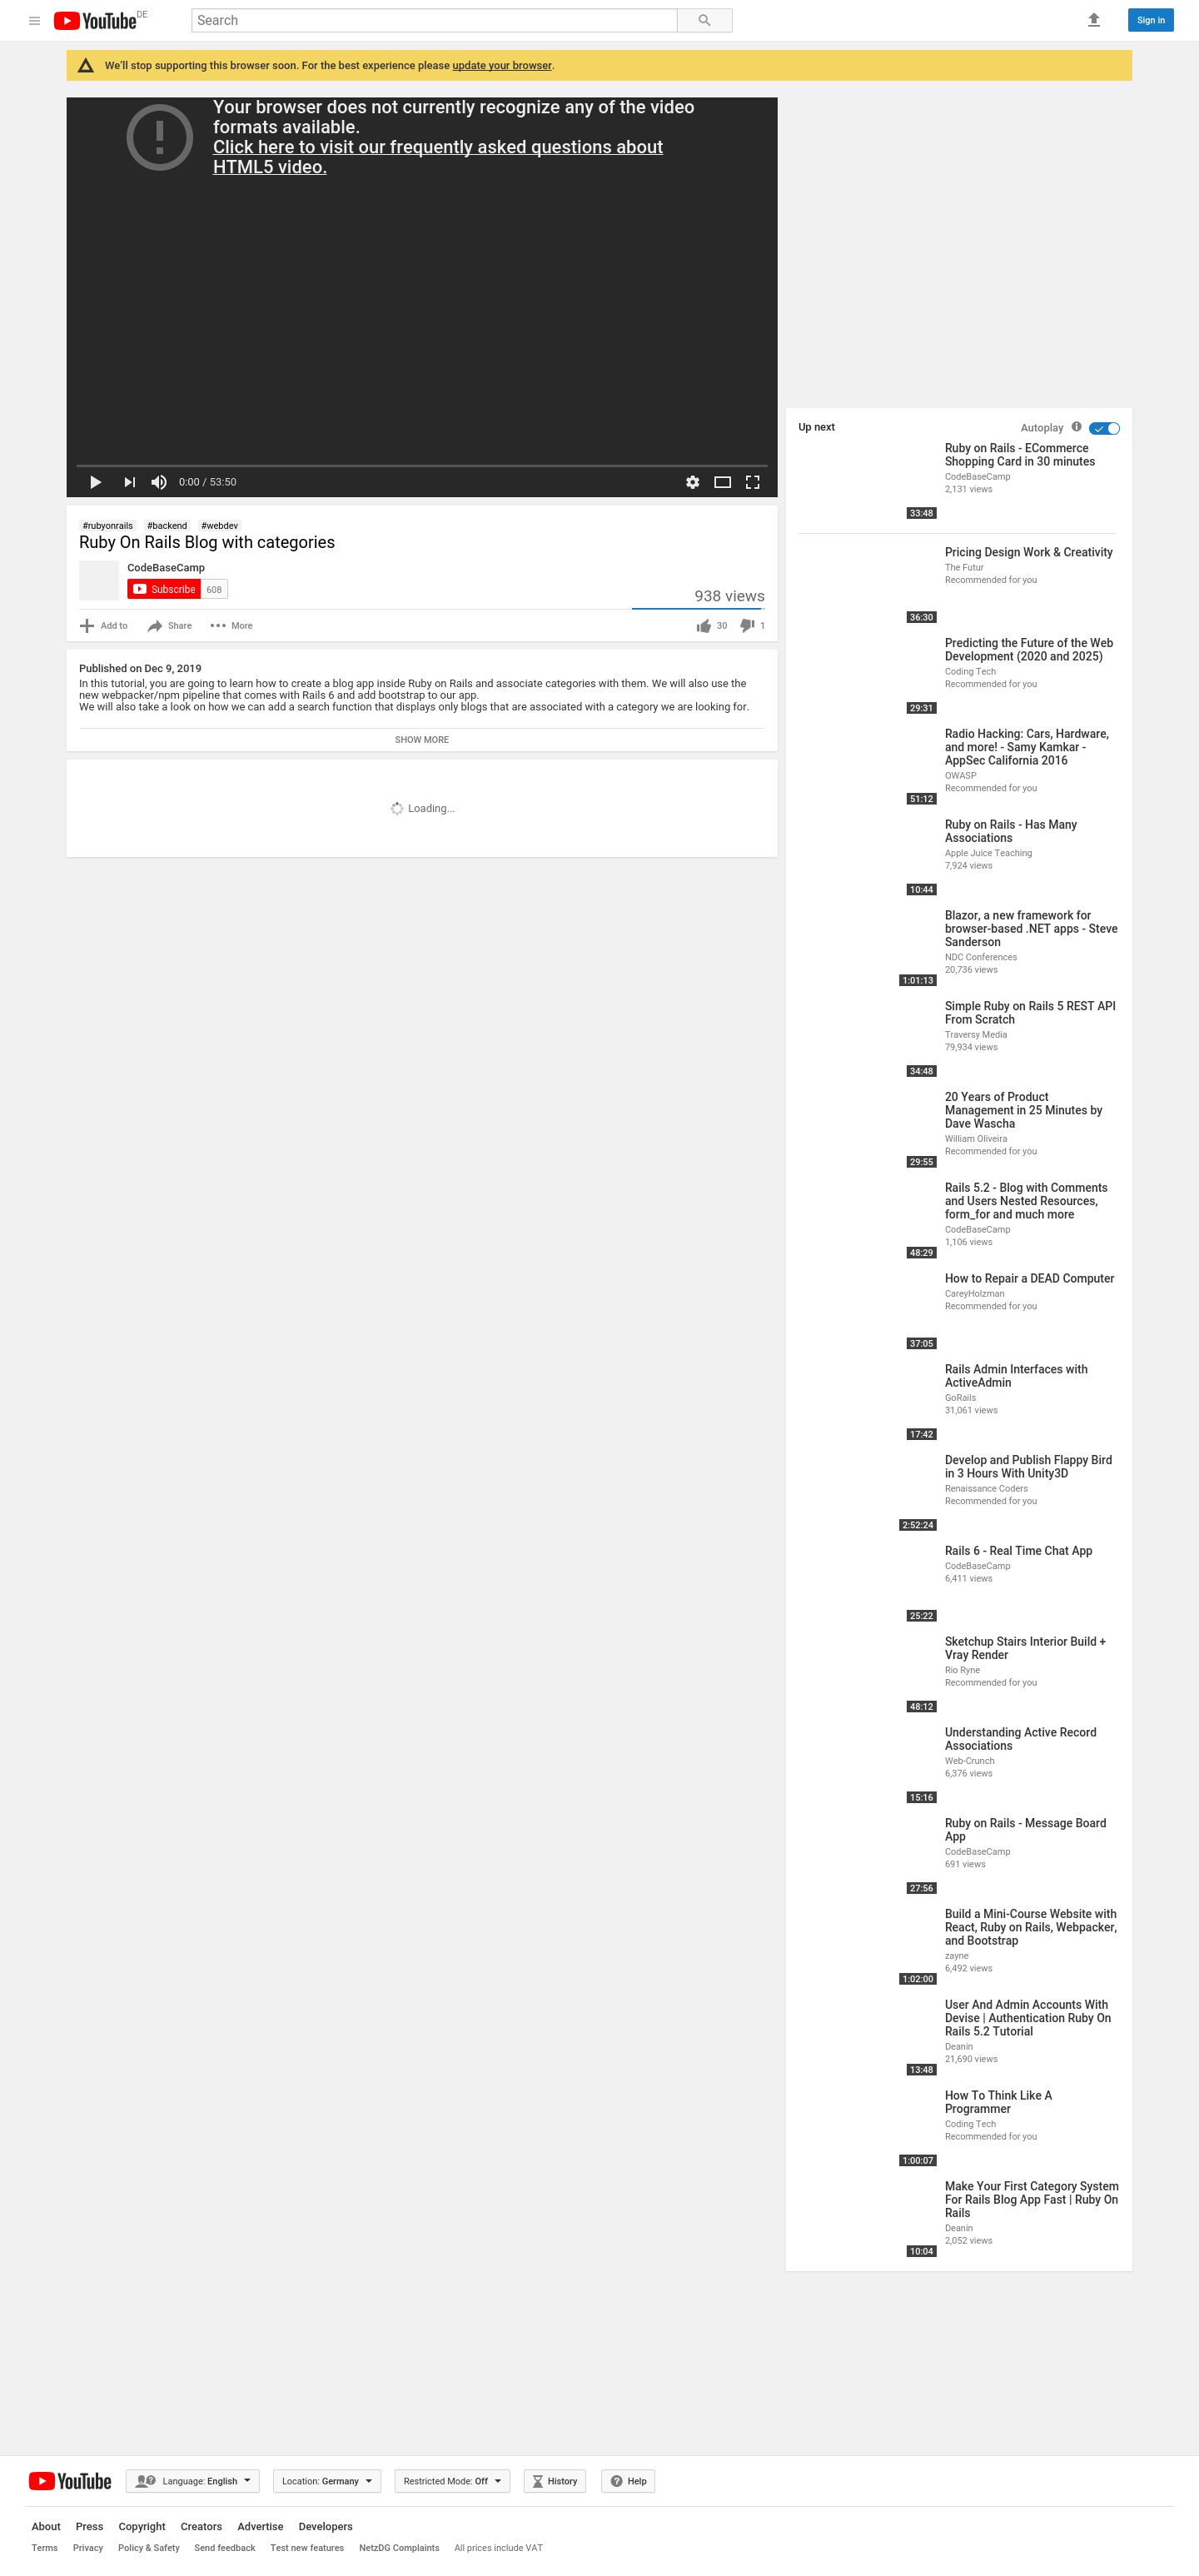 YouTube DE
Search
Sign in
We'll stop supporting this browser soon. For the best experience please update your browser.
Your browser does not currently recognize any of the video
formats available.
Click here to visit our frequently asked questions about
HTML5 video.
0:00 / 53:50
#rubyonrails #backend #webdev
Ruby On Rails Blog with categories
CodeBaseCamp
Subscribe 608
938 views
Add to Share More 30 1
Published on Dec 9, 2019
In this tutorial, you are going to learn how to create a blog app inside Ruby on Rails and associate categories with them. We will also use the
new webpacker/npm pipeline that comes with Rails 6 and add bootstrap to our app.
We will also take a look on how we can add a search function that displays only blogs that are associated with a category we are looking for.
SHOW MORE
Loading...
Up next Autoplay
Ruby on Rails - ECommerce
Shopping Card in 30 minutes
CodeBaseCamp
2,131 views
33:48
Pricing Design Work & Creativity
The Futur
Recommended for you
36:30
Predicting the Future of the Web
Development (2020 and 2025)
Coding Tech
Recommended for you
29:31
Radio Hacking: Cars, Hardware,
and more! - Samy Kamkar -
AppSec California 2016
OWASP
Recommended for you
51:12
Ruby on Rails - Has Many
Associations
Apple Juice Teaching
7,924 views
10:44
Blazor, a new framework for
browser-based .NET apps - Steve
Sanderson
NDC Conferences
20,736 views
1:01:13
Simple Ruby on Rails 5 REST API
From Scratch
Traversy Media
79,934 views
34:48
20 Years of Product
Management in 25 Minutes by
Dave Wascha
William Oliveira
Recommended for you
29:55
Rails 5.2 - Blog with Comments
and Users Nested Resources,
form_for and much more
CodeBaseCamp
1,106 views
48:29
How to Repair a DEAD Computer
CareyHolzman
Recommended for you
37:05
Rails Admin Interfaces with
ActiveAdmin
GoRails
31,061 views
17:42
Develop and Publish Flappy Bird
in 3 Hours With Unity3D
Renaissance Coders
Recommended for you
2:52:24
Rails 6 - Real Time Chat App
CodeBaseCamp
6,411 views
25:22
Sketchup Stairs Interior Build +
Vray Render
Rio Ryne
Recommended for you
48:12
Understanding Active Record
Associations
Web-Crunch
6,376 views
15:16
Ruby on Rails - Message Board
App
CodeBaseCamp
691 views
27:56
Build a Mini-Course Website with
React, Ruby on Rails, Webpacker,
and Bootstrap
zayne
6,492 views
1:02:00
User And Admin Accounts With
Devise | Authentication Ruby On
Rails 5.2 Tutorial
Deanin
21,690 views
13:48
How To Think Like A
Programmer
Coding Tech
Recommended for you
1:00:07
Make Your First Category System
For Rails Blog App Fast | Ruby On
Rails
Deanin
2,052 views
10:04
YouTube Language: English Location: Germany Restricted Mode: Off History Help
About Press Copyright Creators Advertise Developers
Terms Privacy Policy & Safety Send feedback Test new features NetzDG Complaints All prices include VAT